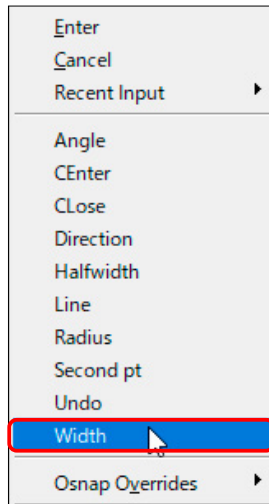 Enter
Cancel
Recent Input
Angle
CEnter
CLose
Direction
Halfwidth
Line
Radius
Second pt
Undo
Width
Osnap Overrides